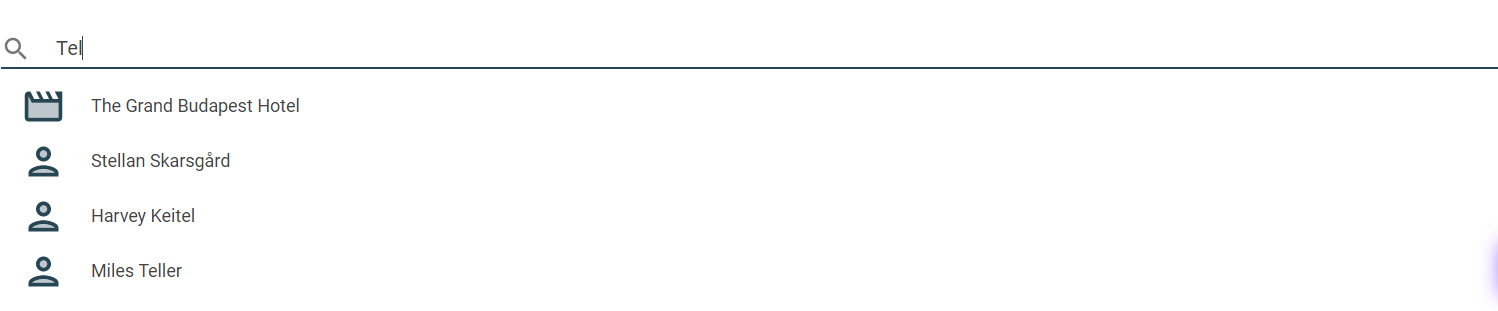 Tel
The Grand Budapest Hotel
Stellan Skarsgård
Harvey Keitel
Miles Teller